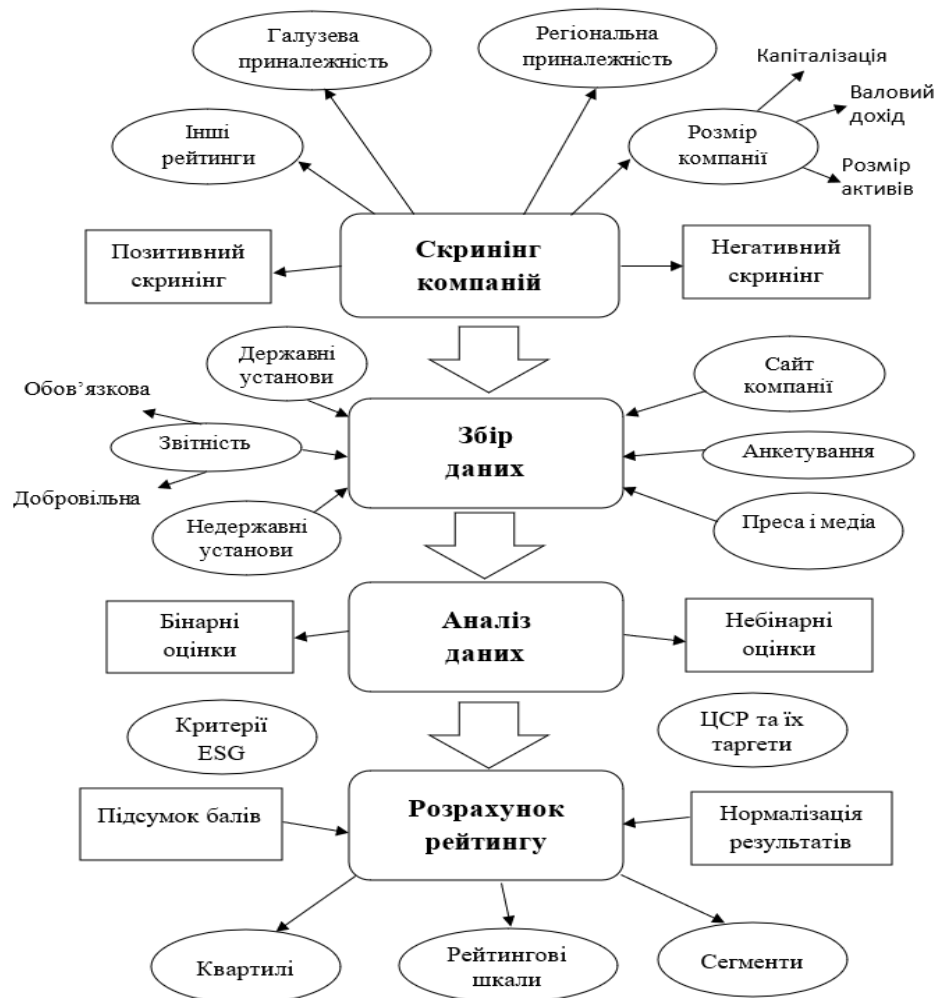 Галузева
приналежність
Регіональна
приналежність
Капіталізація
Валовий
дохід
Інші
рейтинги
Розмір
компанії
Розмір
активів
Позитивний
скринінг
Скринінг
компаній
Негативний
скринінг
Державні
установи
Сайт
компанії
Обов’язкова
Звітність
Збір
даних
Анкетування
Добровільна
Недержавні
установи
Преса і медіа
Бінарні
оцінки
Аналіз
даних
Небінарні
оцінки
Критерії
ESG
ЦСР та їх
таргети
Підсумок балів
Розрахунок
рейтингу
Нормалізація
результатів
Квартилі
Рейтингові
шкали
Сегменти